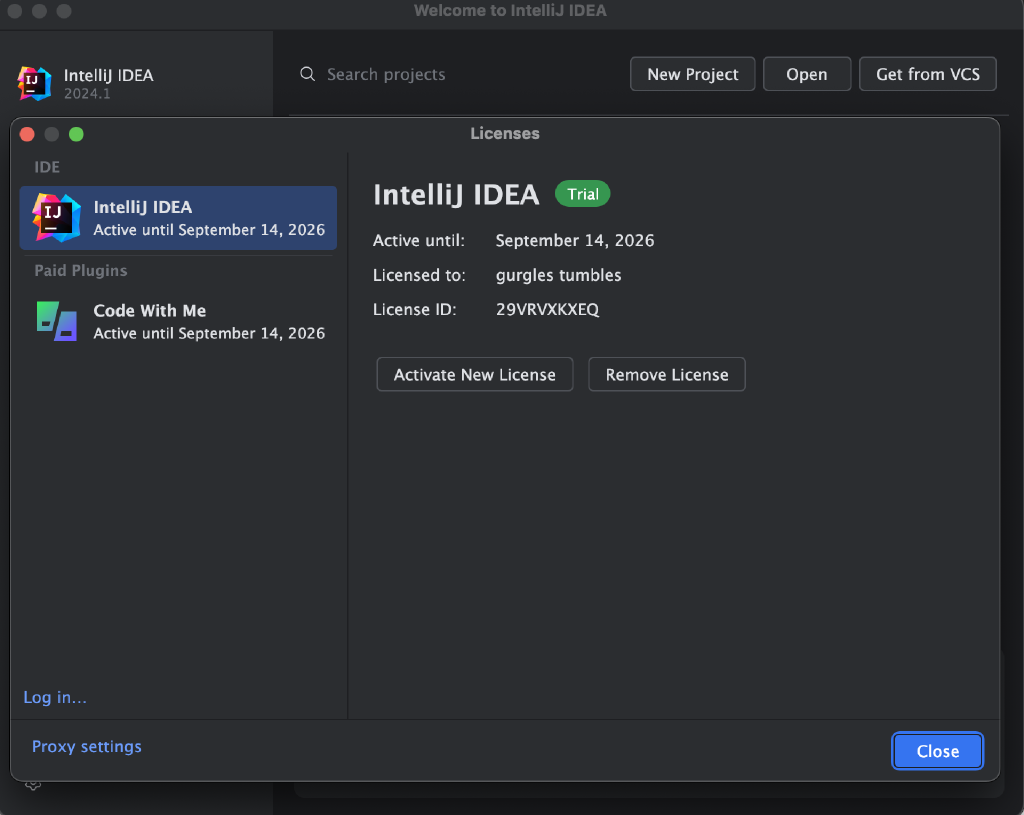 Welcome to IntelliJ IDEA
IJ
IntelliJ IDEA
2024.1
Search projects
New Project
Open
Get from VCS
Licenses
IDE
IJ
IntelliJ IDEA
Active until September 14, 2026
Paid Plugins
Code With Me
Active until September 14, 2026
IntelliJ IDEA Trial
Active until: September 14, 2026
Licensed to: gurgles tumbles
License ID: 29VRVXKXEQ
Activate New License
Remove License
Log in...
Proxy settings
Close